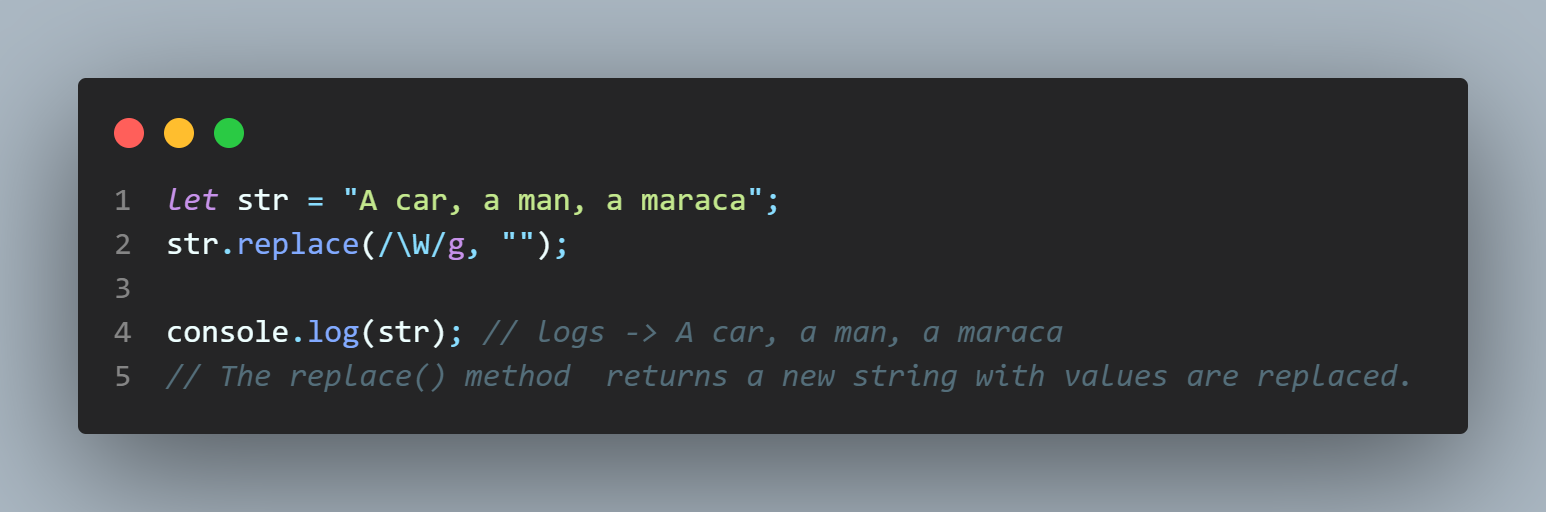 1 let str = "A car, a man, a maraca";
2 str.replace(/\W/g, "");
3
4 console.log(str); // logs -> A car, a man, a maraca
5 // The replace() method  returns a new string with values are replaced.